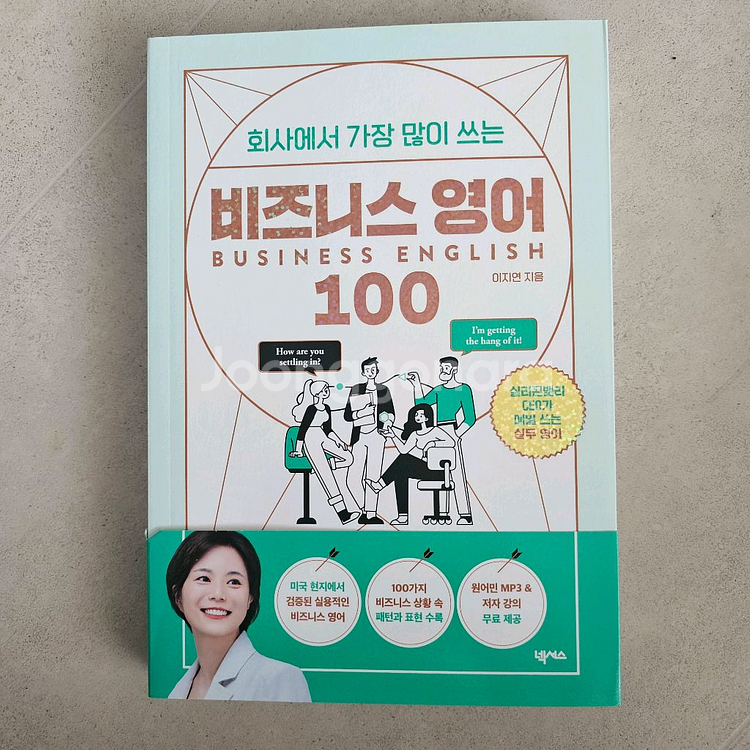 회사에서 가장 많이 쓰는
비즈니스 영어
BUSINESS ENGLISH
이지연 지음
100
How are you
settling in?
I'm getting
the hang of it!
실리콘밸리
CEO가
매일 쓰는
실무 영어
Joonggonara
미국 현지에서
검증된 실용적인
비즈니스 영어
100가지
비즈니스 상황 속
패턴과 표현 수록
원어민 MP3 &
저자 강의
무료 제공
넥서스